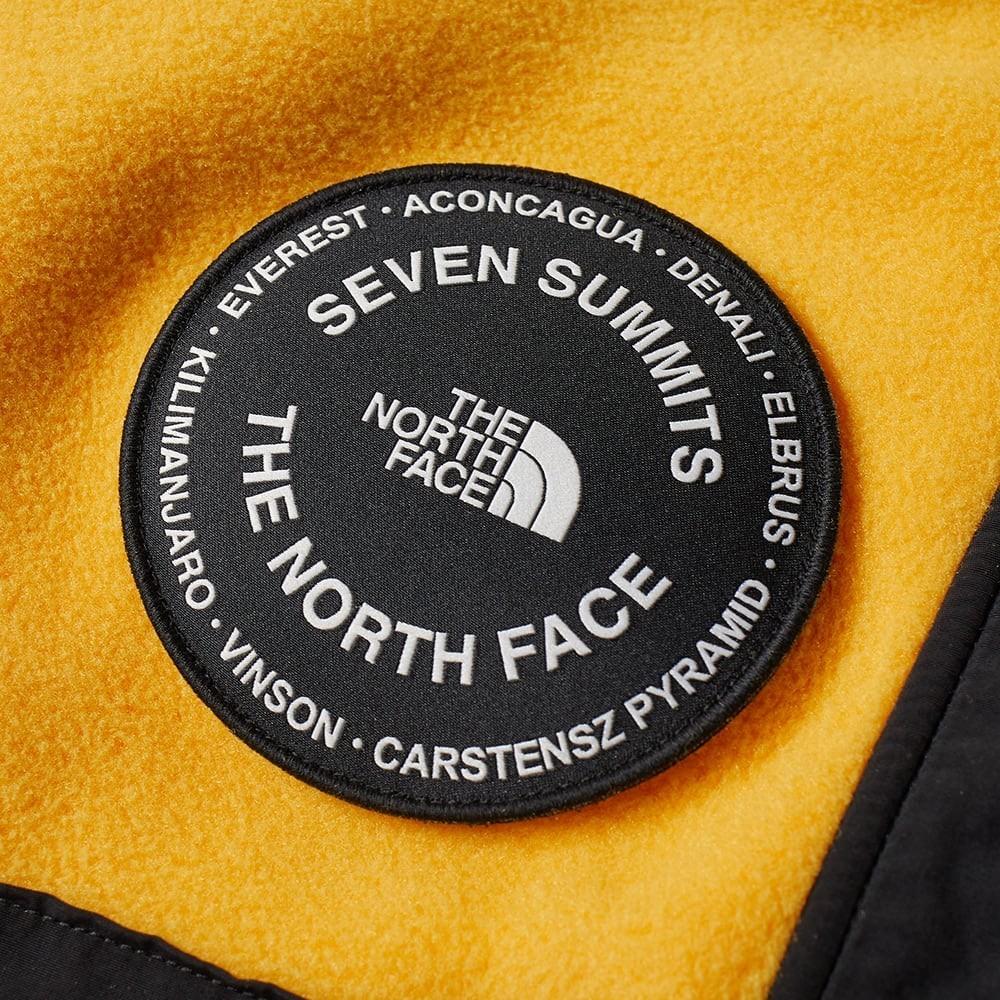 EVEREST · ACONCAGUA · DENALI · ELBRUS · CARSTENSZ PYRAMID · VINSON · KILIMANJARO ·
SEVEN SUMMITS
THE
NORTH
FACE
THE NORTH FACE